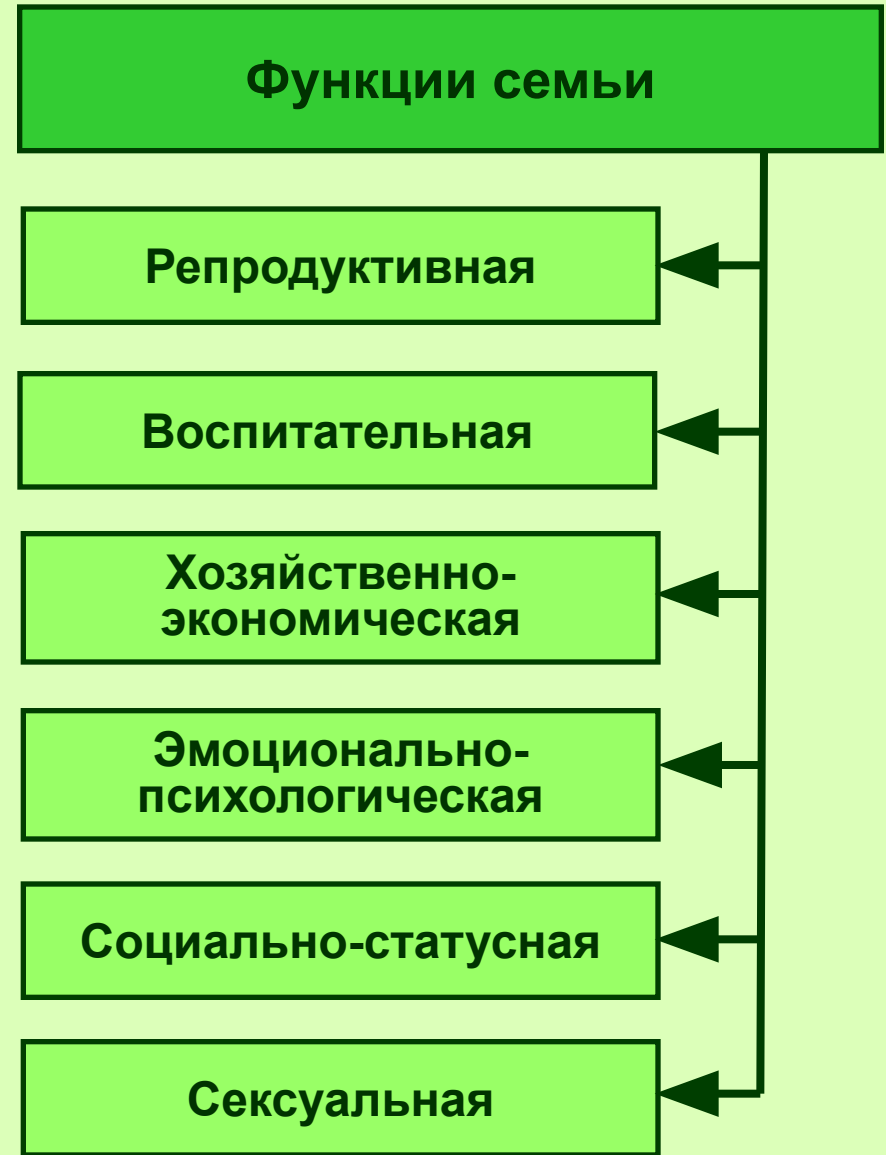 Функции семьи
Репродуктивная
Воспитательная
Хозяйственно-
экономическая
Эмоционально-
психологическая
Социально-статусная
Сексуальная